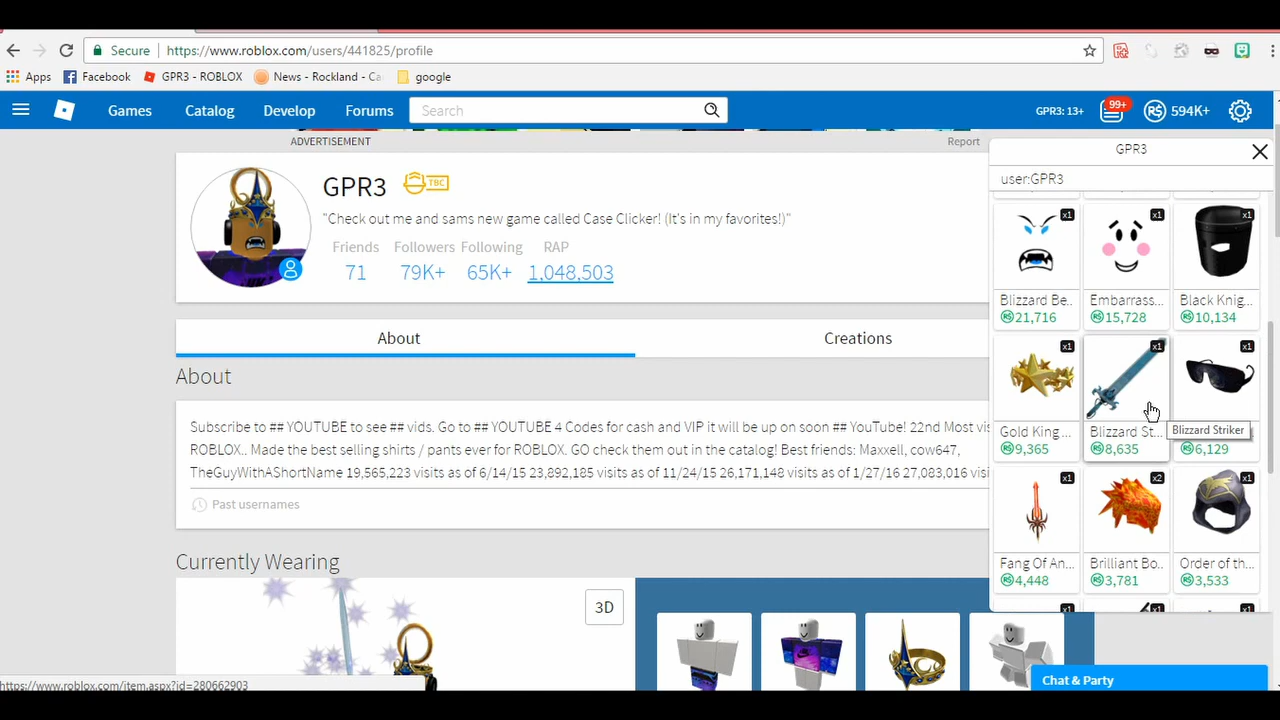 Secure https://www.roblox.com/users/441825/profile
Apps Facebook GPR3 - ROBLOX News - Rockland - Ca google
Games Catalog Develop Forums Search GPR3: 13+ 99+ R$ 594K+
ADVERTISEMENT Report
GPR3 TBC
"Check out me and sams new game called Case Clicker! (It's in my favorites!)"
Friends Followers Following RAP
71 79K+ 65K+ 1,048,503
About Creations
About
Subscribe to ## YOUTUBE to see## vids. Go to ## YOUTUBE 4 Codes for cash and VIP it will be up on soon ## YouTube! 22nd Most vis
ROBLOX.. Made the best selling shirts / pants ever for ROBLOX. GO check them out in the catalog! Best friends: Maxxell, cow647,
TheGuyWithAShortName 19,565,223 visits as of 6/14/15 23,892,185 visits as of 11/24/15 26,171,148 visits as of 1/27/16 27,083,016 visits
Past usernames
Currently Wearing
3D
GPR3
user:GPR3
x1 x1 x1
Blizzard Be... Embarrass... Black Knig...
R$ 21,716 R$ 15,728 R$ 10,134
x1 x1 x1
Gold King... Blizzard St... Blizzard Striker
R$ 9,365 R$ 8,635 R$ 6,129
x1 x2 x1
Fang Of An... Brilliant Bo... Order of th...
R$ 4,448 R$ 3,781 R$ 3,533
x1 x1 x1
Chat & Party
https://www.roblox.com/item.aspx?id=280662903